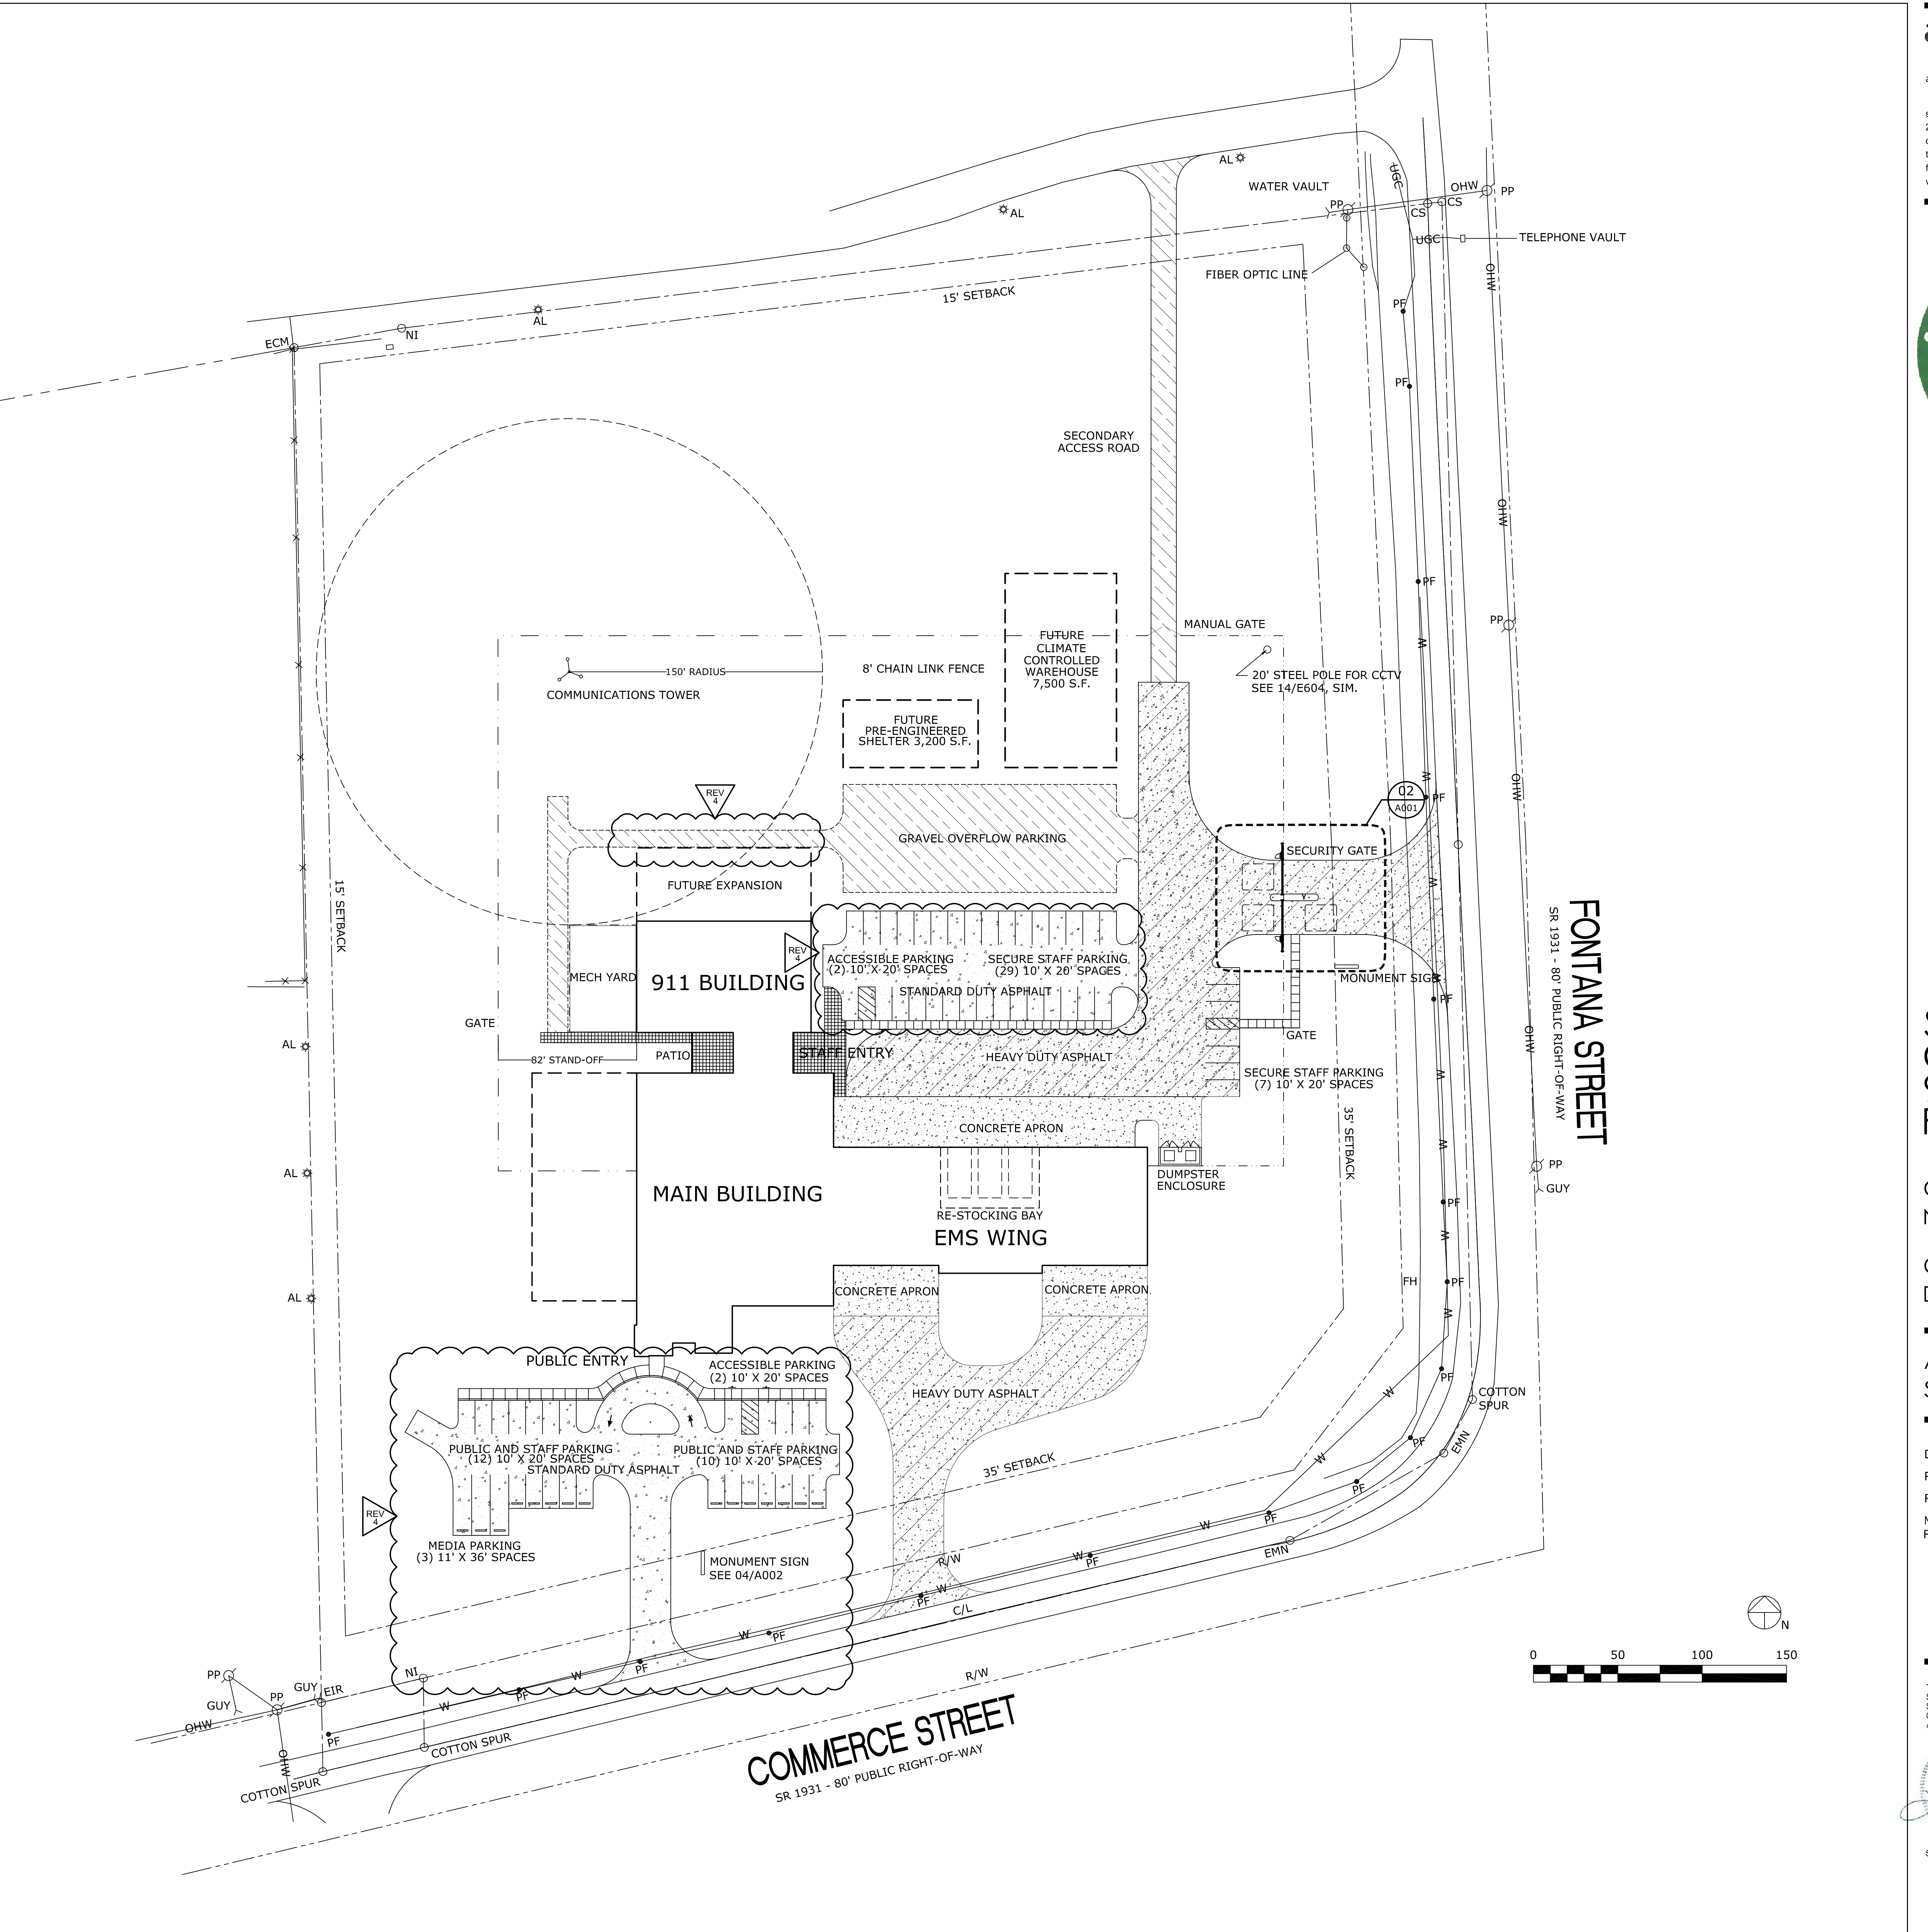 AL
WATER VAULT
UGC
OHW
PP
PP
CS
CS
AL
UGC
TELEPHONE VAULT
OHW
FIBER OPTIC LINE
15' SETBACK
PF
AL
NI
ECM
PF
SECONDARY
ACCESS ROAD
OHW
PF
PP
MANUAL GATE
FUTURE
CLIMATE
CONTROLLED
WAREHOUSE
7,500 S.F.
W
150' RADIUS
8' CHAIN LINK FENCE
20' STEEL POLE FOR CCTV
SEE 14/E604, SIM.
COMMUNICATIONS TOWER
FUTURE
PRE-ENGINEERED
SHELTER 3,200 S.F.
W
OHW
REV
4
02
A001
PF
GRAVEL OVERFLOW PARKING
SECURITY GATE
FUTURE EXPANSION
W
15' SETBACK
FONTANA STREET
SR 1931 - 80' PUBLIC RIGHT-OF-WAY
REV
4
ACCESSIBLE PARKING
(2) 10' X 20' SPACES
SECURE STAFF PARKING
(29) 10' X 20' SPACES
MECH YARD
911 BUILDING
STANDARD DUTY ASPHALT
MONUMENT SIGN
W
PF
GATE
GATE
AL
82' STAND-OFF
PATIO
STAFF ENTRY
HEAVY DUTY ASPHALT
OHW
SECURE STAFF PARKING
(7) 10' X 20' SPACES
W
CONCRETE APRON
35' SETBACK
W
AL
DUMPSTER
ENCLOSURE
PP
GUY
MAIN BUILDING
PF
RE-STOCKING BAY
EMS WING
W
AL
CONCRETE APRON
CONCRETE APRON
FH
PF
W
PUBLIC ENTRY
ACCESSIBLE PARKING
(2) 10' X 20' SPACES
PF
HEAVY DUTY ASPHALT
W
COTTON
SPUR
PUBLIC AND STAFF PARKING
(12) 10' X 20' SPACES
PUBLIC AND STAFF PARKING
(10) 10' X 20' SPACES
STANDARD DUTY ASPHALT
35' SETBACK
W
PF
EMN
REV
4
PF
PF
W
EMN
MEDIA PARKING
(3) 11' X 36' SPACES
MONUMENT SIGN
SEE 04/A002
R/W
W
PF
W
PF
C/L
N
W
PF
0
50
100
150
PP
NI
W
PF
R/W
GUY
EIR
GUY
PP
W
PF
OHW
PF
OHW
COTTON SPUR
COTTON SPUR
COMMERCE STREET
SR 1931 - 80' PUBLIC RIGHT-OF-WAY